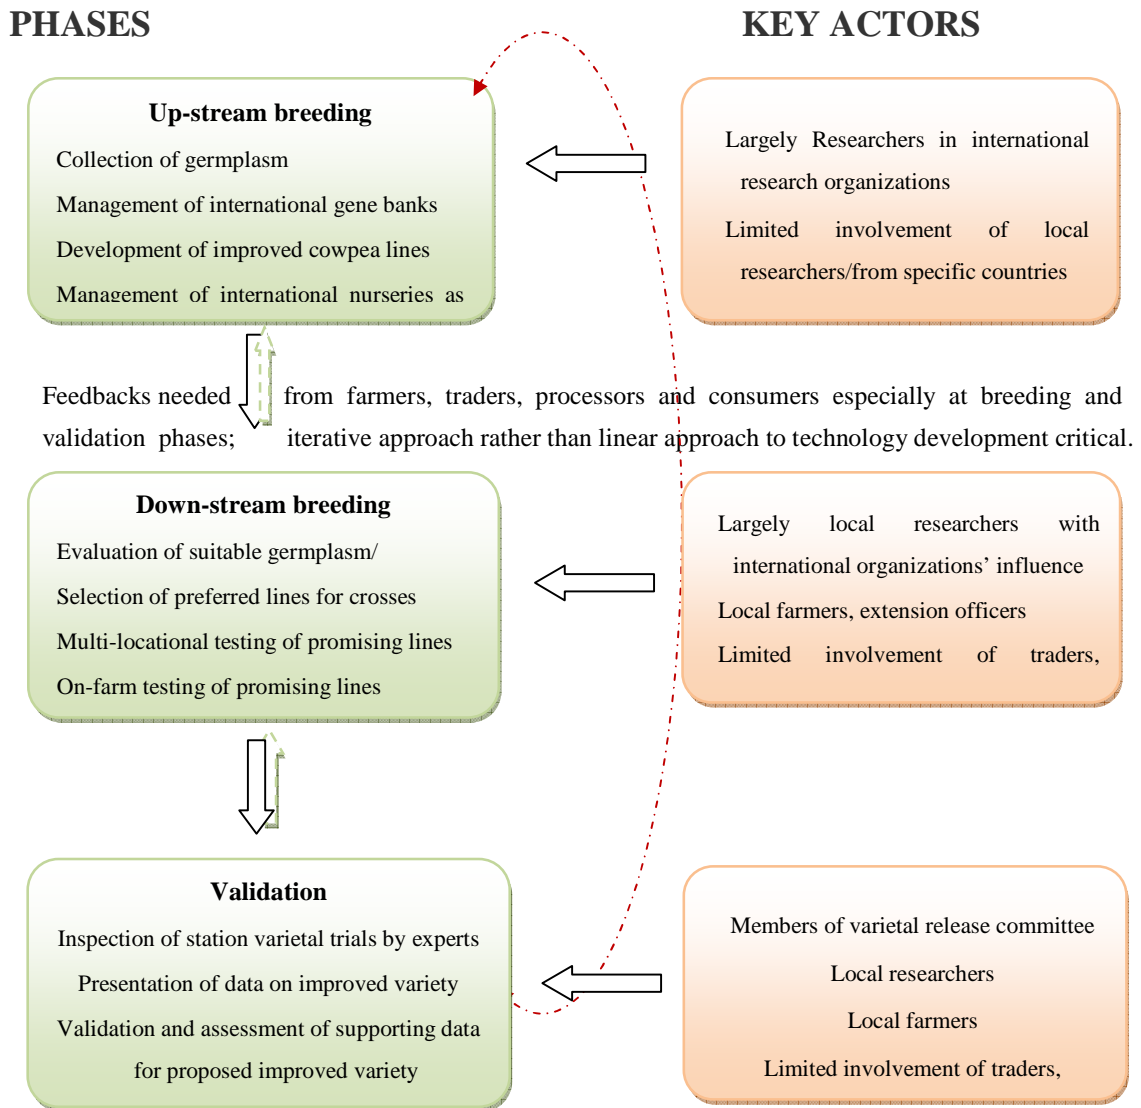 PHASES
KEY ACTORS
Up-stream breeding
Collection of germplasm
Management of international gene banks
Development of improved cowpea lines
Management of international nurseries as
Largely Researchers in international
research organizations
Limited involvement of local
researchers/from specific countries
Feedbacks needed from farmers, traders, processors and consumers especially at breeding and
validation phases; iterative approach rather than linear approach to technology development critical.
Down-stream breeding
Evaluation of suitable germplasm/
Selection of preferred lines for crosses
Multi-locational testing of promising lines
On-farm testing of promising lines
Largely local researchers with
international organizations’ influence
Local farmers, extension officers
Limited involvement of traders,
Validation
Inspection of station varietal trials by experts
Presentation of data on improved variety
Validation and assessment of supporting data
for proposed improved variety
Members of varietal release committee
Local researchers
Local farmers
Limited involvement of traders,